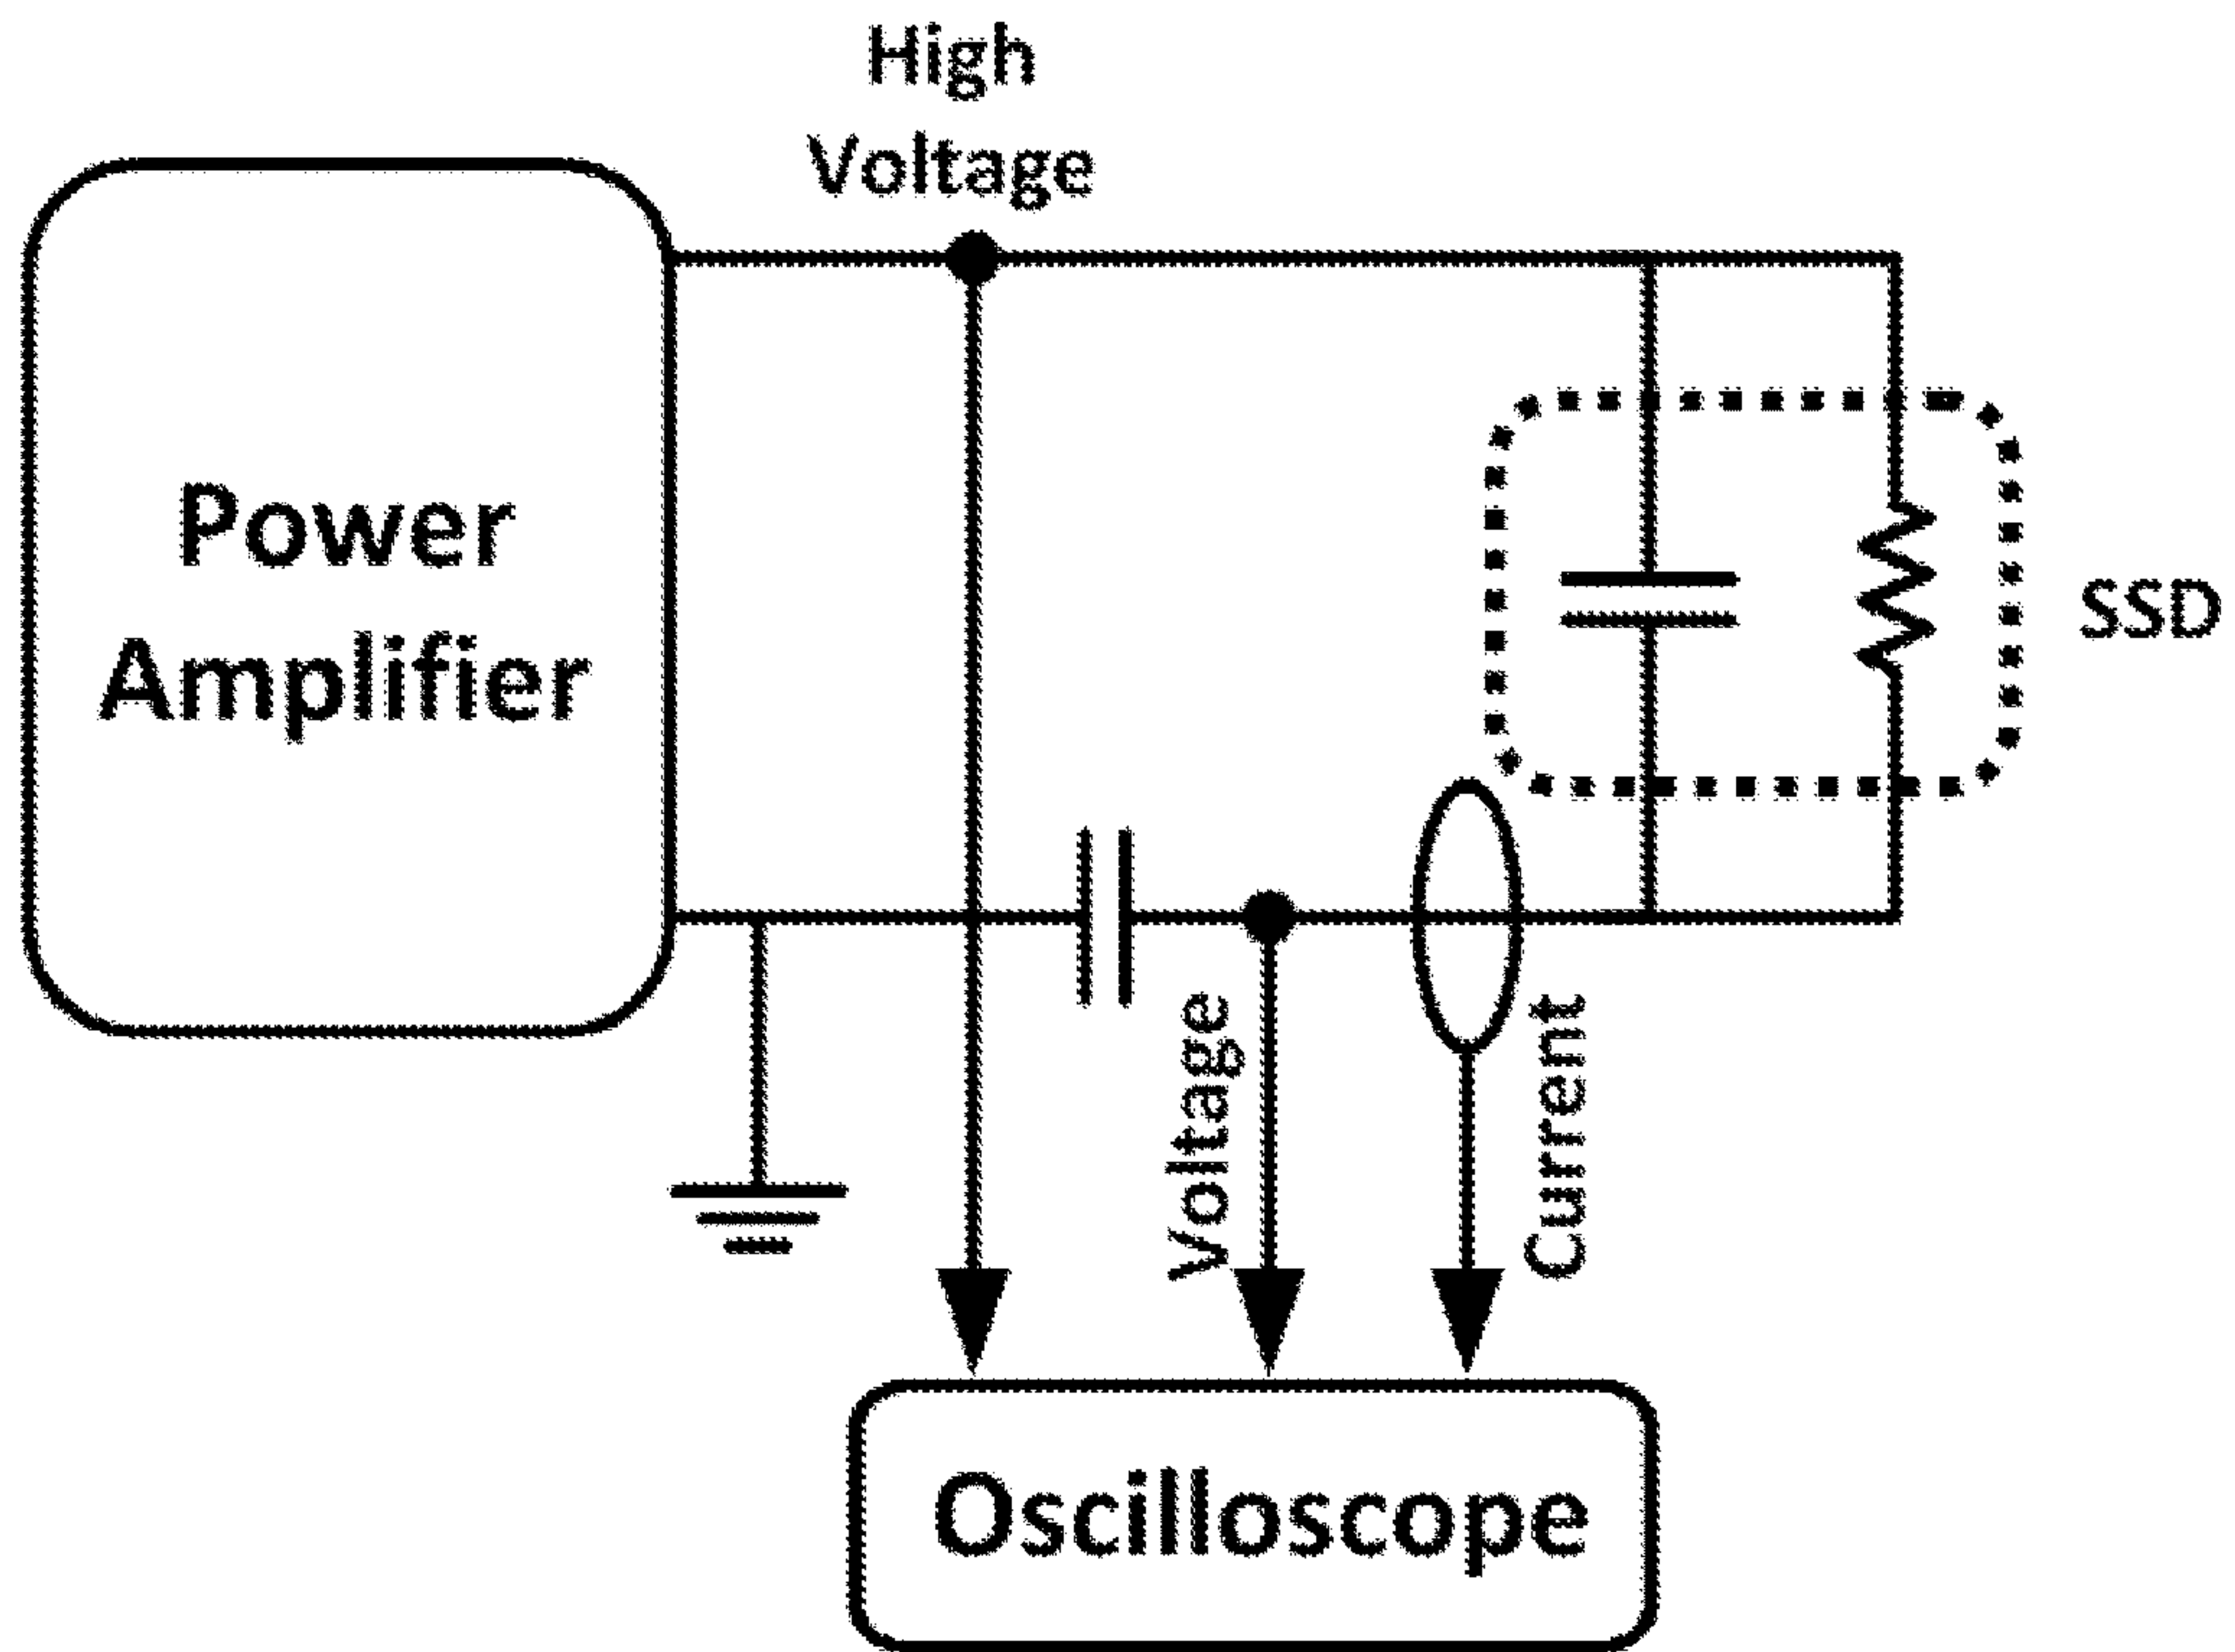 High
Voltage
Power
Amplifier
SSD
Voltage
Current
Oscilloscope